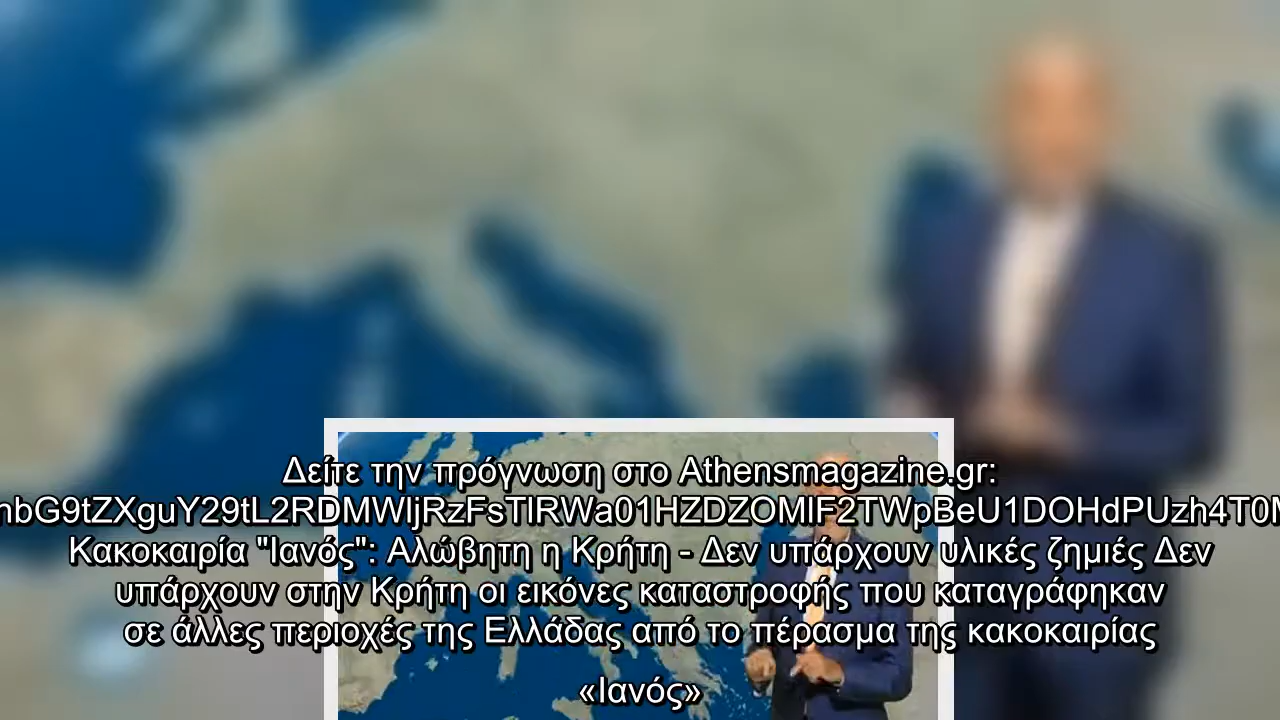 Δείτε την πρόγνωση στο Athensmagazine.gr:
nbG9tZXguY29tL2RDMWljRzFsTlRWa01HZDZOMlF2TWpBeU1DOHdPUzh4T0M
Κακοκαιρία "Ιανός": Αλώβητη η Κρήτη - Δεν υπάρχουν υλικές ζημιές Δεν
υπάρχουν στην Κρήτη οι εικόνες καταστροφής που καταγράφηκαν
σε άλλες περιοχές της Ελλάδας από το πέρασμα της κακοκαιρίας
«Ιανός»